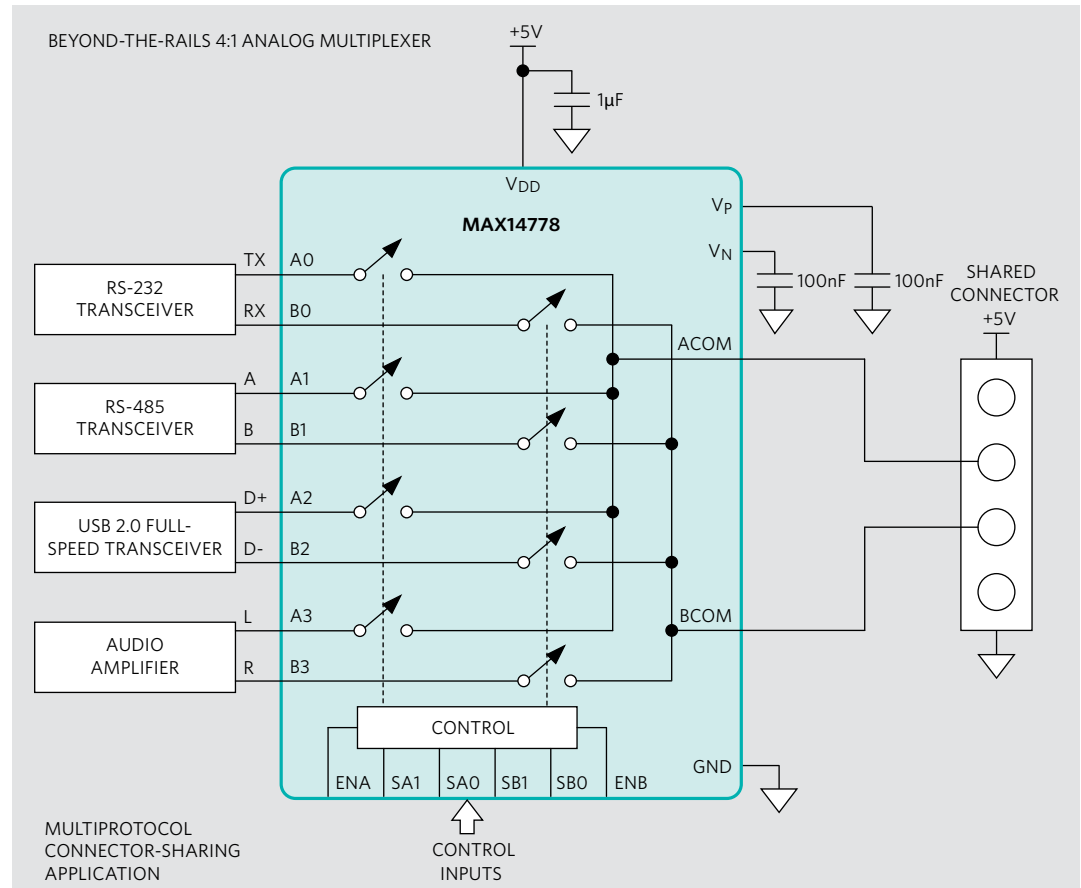 BEYOND-THE-RAILS 4:1 ANALOG MULTIPLEXER
+5V
1µF
VDD
MAX14778
VP
VN
100nF
100nF
SHARED
CONNECTOR
+5V
RS-232
TRANSCEIVER
TX
A0
RX
B0
ACOM
RS-485
TRANSCEIVER
A
A1
B
B1
USB 2.0 FULL-
SPEED TRANSCEIVER
D+
A2
D-
B2
AUDIO
AMPLIFIER
L
A3
R
B3
BCOM
CONTROL
ENA
SA1
SA0
SB1
SB0
ENB
GND
CONTROL
INPUTS
MULTIPROTOCOL
CONNECTOR-SHARING
APPLICATION